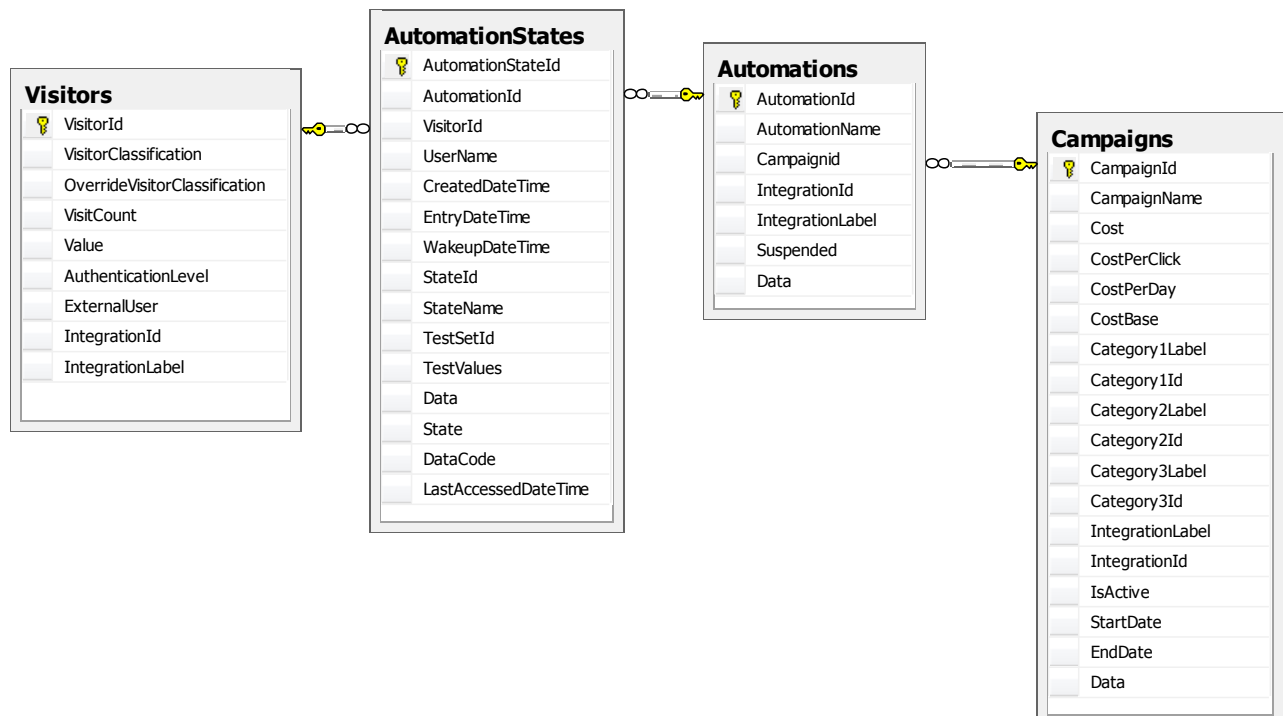 Visitors
VisitorId
VisitorClassification
OverrideVisitorClassification
VisitCount
Value
AuthenticationLevel
ExternalUser
IntegrationId
IntegrationLabel
AutomationStates
AutomationStateId
AutomationId
VisitorId
UserName
CreatedDateTime
EntryDateTime
WakeupDateTime
StateId
StateName
TestSetId
TestValues
Data
State
DataCode
LastAccessedDateTime
Automations
AutomationId
AutomationName
Campaignid
IntegrationId
IntegrationLabel
Suspended
Data
Campaigns
CampaignId
CampaignName
Cost
CostPerClick
CostPerDay
CostBase
Category1Label
Category1Id
Category2Label
Category2Id
Category3Label
Category3Id
IntegrationLabel
IntegrationId
IsActive
StartDate
EndDate
Data